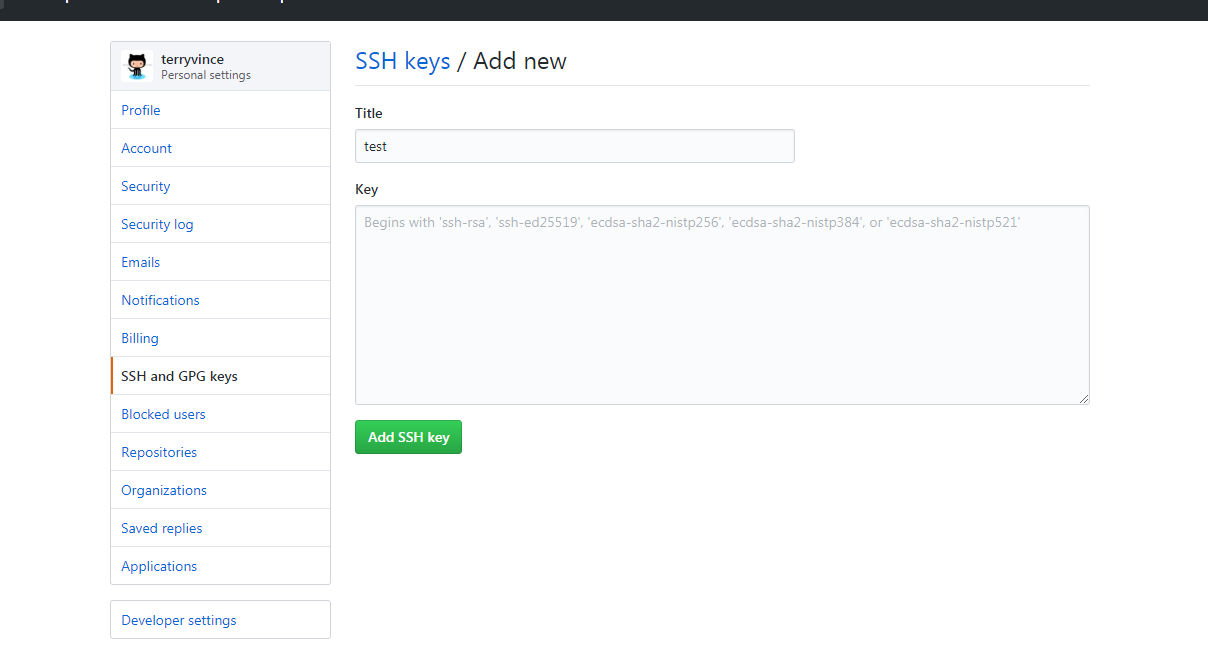 terryvince
Personal settings
Profile
Account
Security
Security log
Emails
Notifications
Billing
SSH and GPG keys
Blocked users
Repositories
Organizations
Saved replies
Applications
Developer settings
SSH keys / Add new
Title
test
Key
Begins with 'ssh-rsa', 'ssh-ed25519', 'ecdsa-sha2-nistp256', 'ecdsa-sha2-nistp384', or 'ecdsa-sha2-nistp521'
Add SSH key